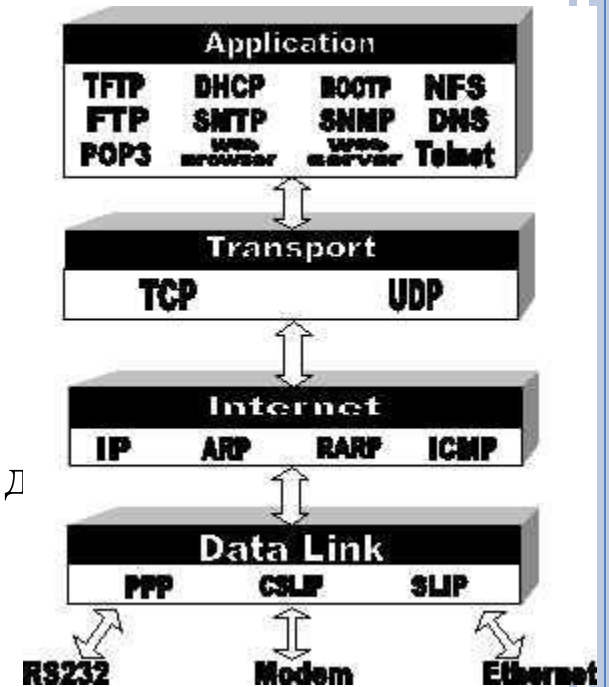 Application
TFTP DHCP BOOTP NFS
FTP SMTP SNMP DNS
POP3 Web browser Web server Telnet
Transport
TCP UDP
Internet
IP ARP RARP ICMP
Д
Data Link
PPP CSLIP SLIP
RS232 Modem Ethernet